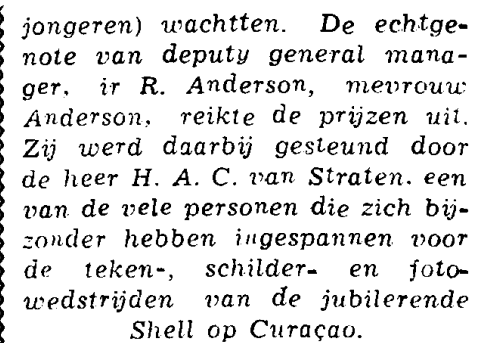 jongeren) wachtten. De echtge-
note van deputy general mana-
ger, ir R. Anderson, mevrouw
Anderson, reikte de prijzen uit.
Zij werd daarbij gesteund door
de heer H. A. C. van Straten, een
van de vele personen die zich bij-
zonder hebben ingespannen voor
de teken-, schilder- en foto-
wedstrijden van de jubilerende
Shell op Curaçao.